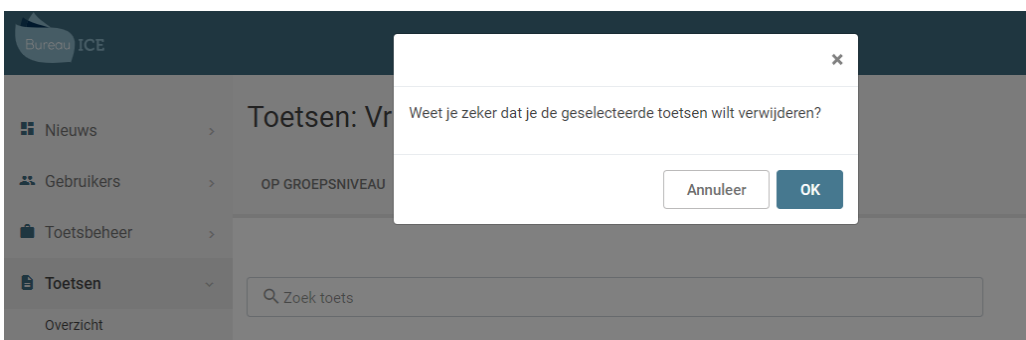 Bureau ICE
×
Toetsen: Vr
Weet je zeker dat je de geselecteerde toetsen wilt verwijderen?
Nieuws
Gebruikers
OP GROEPSNIVEAU
Annuleer
OK
Toetsbeheer
Toetsen
Zoek toets
Overzicht